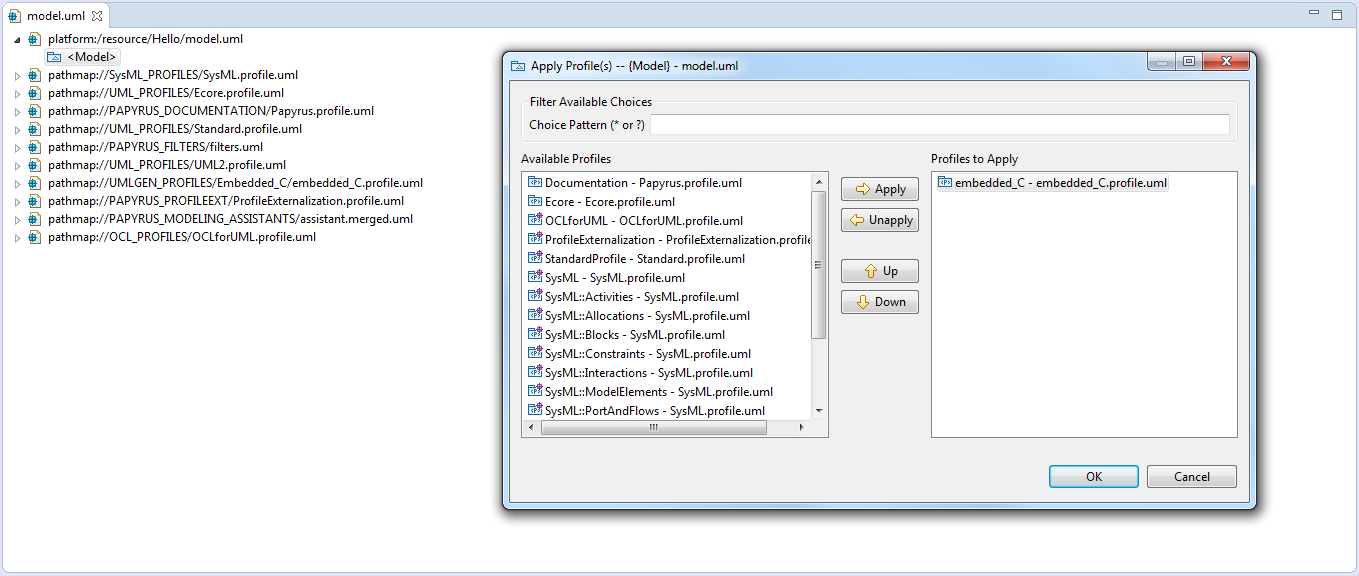 model.uml
platform:/resource/Hello/model.uml
<Model>
pathmap://SysML_PROFILES/SysML.profile.uml
pathmap://UML_PROFILES/Ecore.profile.uml
pathmap://PAPYRUS_DOCUMENTATION/Papyrus.profile.uml
pathmap://UML_PROFILES/Standard.profile.uml
pathmap://PAPYRUS_FILTERS/filters.uml
pathmap://UML_PROFILES/UML2.profile.uml
pathmap://UMLGEN_PROFILES/Embedded_C/embedded_C.profile.uml
pathmap://PAPYRUS_PROFILEEXT/ProfileExternalization.profile.uml
pathmap://PAPYRUS_MODELING_ASSISTANTS/assistant.merged.uml
pathmap://OCL_PROFILES/OCLforUML.profile.uml
Apply Profile(s) -- {Model} - model.uml
Filter Available Choices
Choice Pattern (* or ?)
Available Profiles
Documentation - Papyrus.profile.uml
Ecore - Ecore.profile.uml
OCLforUML - OCLforUML.profile.uml
ProfileExternalization - ProfileExternalization.profile
StandardProfile - Standard.profile.uml
SysML - SysML.profile.uml
SysML::Activities - SysML.profile.uml
SysML::Allocations - SysML.profile.uml
SysML::Blocks - SysML.profile.uml
SysML::Constraints - SysML.profile.uml
SysML::Interactions - SysML.profile.uml
SysML::ModelElements - SysML.profile.uml
SysML::PortAndFlows - SysML.profile.uml
Apply
Unapply
Up
Down
Profiles to Apply
embedded_C - embedded_C.profile.uml
OK
Cancel